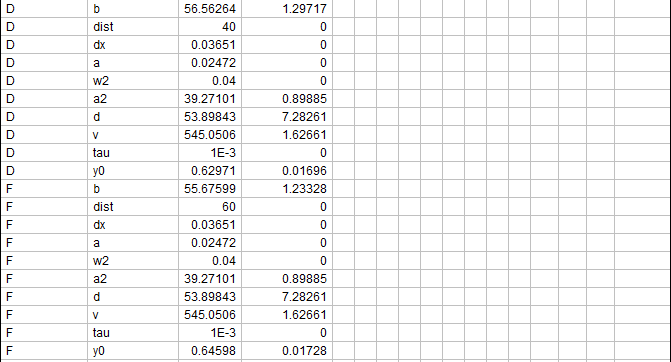 D b 56.56264 1.29717
D dist 40 0
D dx 0.03651 0
D a 0.02472 0
D w2 0.04 0
D a2 39.27101 0.89885
D d 53.89843 7.28261
D v 545.0506 1.62661
D tau 1E-3 0
D y0 0.62971 0.01696
F b 55.67599 1.23328
F dist 60 0
F dx 0.03651 0
F a 0.02472 0
F w2 0.04 0
F a2 39.27101 0.89885
F d 53.89843 7.28261
F v 545.0506 1.62661
F tau 1E-3 0
F y0 0.64598 0.01728